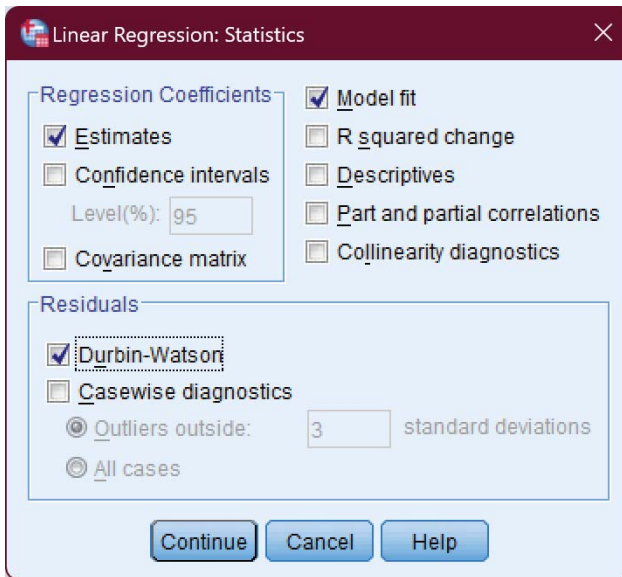 Linear Regression: Statistics
Regression Coefficients
Estimates
Confidence intervals
Level(%): 95
Covariance matrix
Model fit
R squared change
Descriptives
Part and partial correlations
Collinearity diagnostics
Residuals
Durbin-Watson
Casewise diagnostics
Outliers outside: 3 standard deviations
All cases
Continue Cancel Help